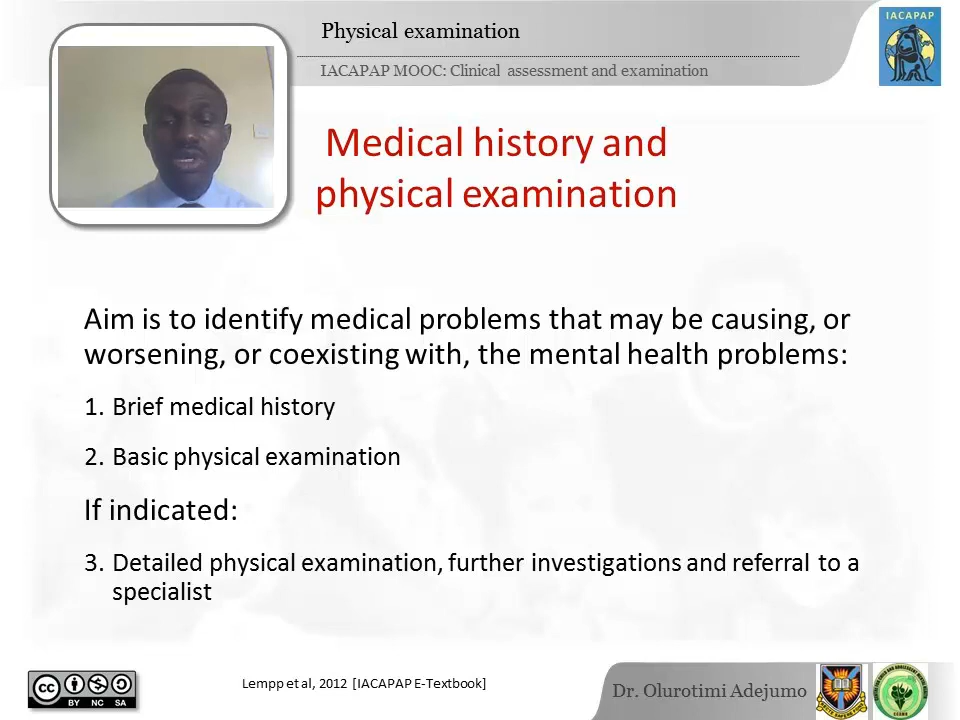 Physical examination
IACAPAP MOOC: Clinical assessment and examination
IACAPAP
Medical history and
physical examination
Aim is to identify medical problems that may be causing, or
worsening, or coexisting with, the mental health problems:
1. Brief medical history
2. Basic physical examination
If indicated:
3. Detailed physical examination, further investigations and referral to a
specialist
cc
BY NC SA
Lempp et al, 2012 [IACAPAP E-Textbook]
Dr. Olurotimi Adejumo